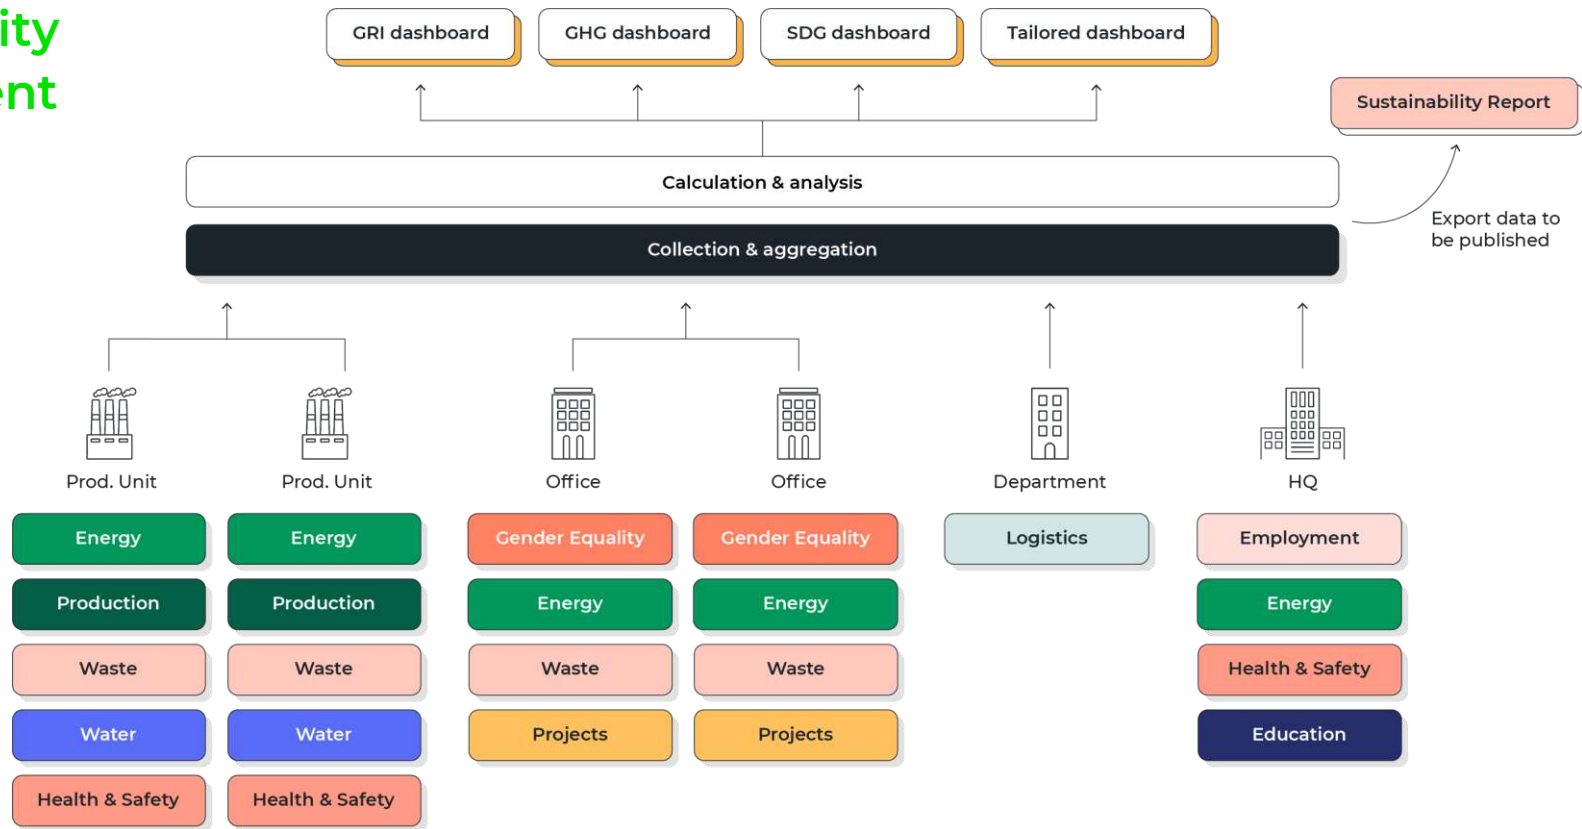 ity
ent
GRI dashboard
GHG dashboard
SDG dashboard
Tailored dashboard
Sustainability Report
Calculation & analysis
Export data to
be published
Collection & aggregation
Prod. Unit
Prod. Unit
Office
Office
Department
HQ
Energy
Energy
Gender Equality
Gender Equality
Logistics
Employment
Production
Production
Energy
Energy
Energy
Waste
Waste
Waste
Waste
Health & Safety
Water
Water
Projects
Projects
Education
Health & Safety
Health & Safety